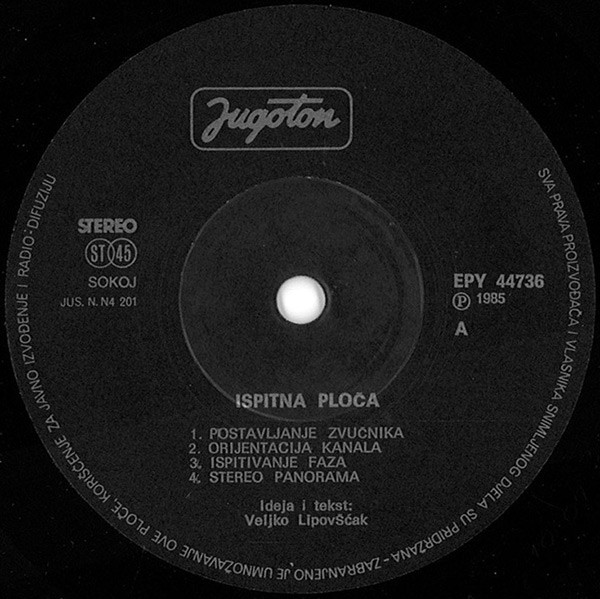 Jugoton
STEREO
ST 45
SOKOJ
JUS. N. N4 201
EPY 44736
Ⓟ 1985
A
ISPITNA PLOČA
1. POSTAVLJANJE ZVUČNIKA
2. ORIJENTACIJA KANALA
3. ISPITIVANJE FAZA
4. STEREO PANORAMA
Ideja i tekst:
Veljko LipovŠćak
SVA PRAVA PROIZVOĐAČA I VLASNIKA SNIMLJENOG DJELA SU PRIDRŽANA - ZABRANJENO JE UMNOŽAVANJE OVE PLOČE, KORIŠĆENJE ZA JAVNO IZVOĐENJE I RADIO-DIFUZIJU